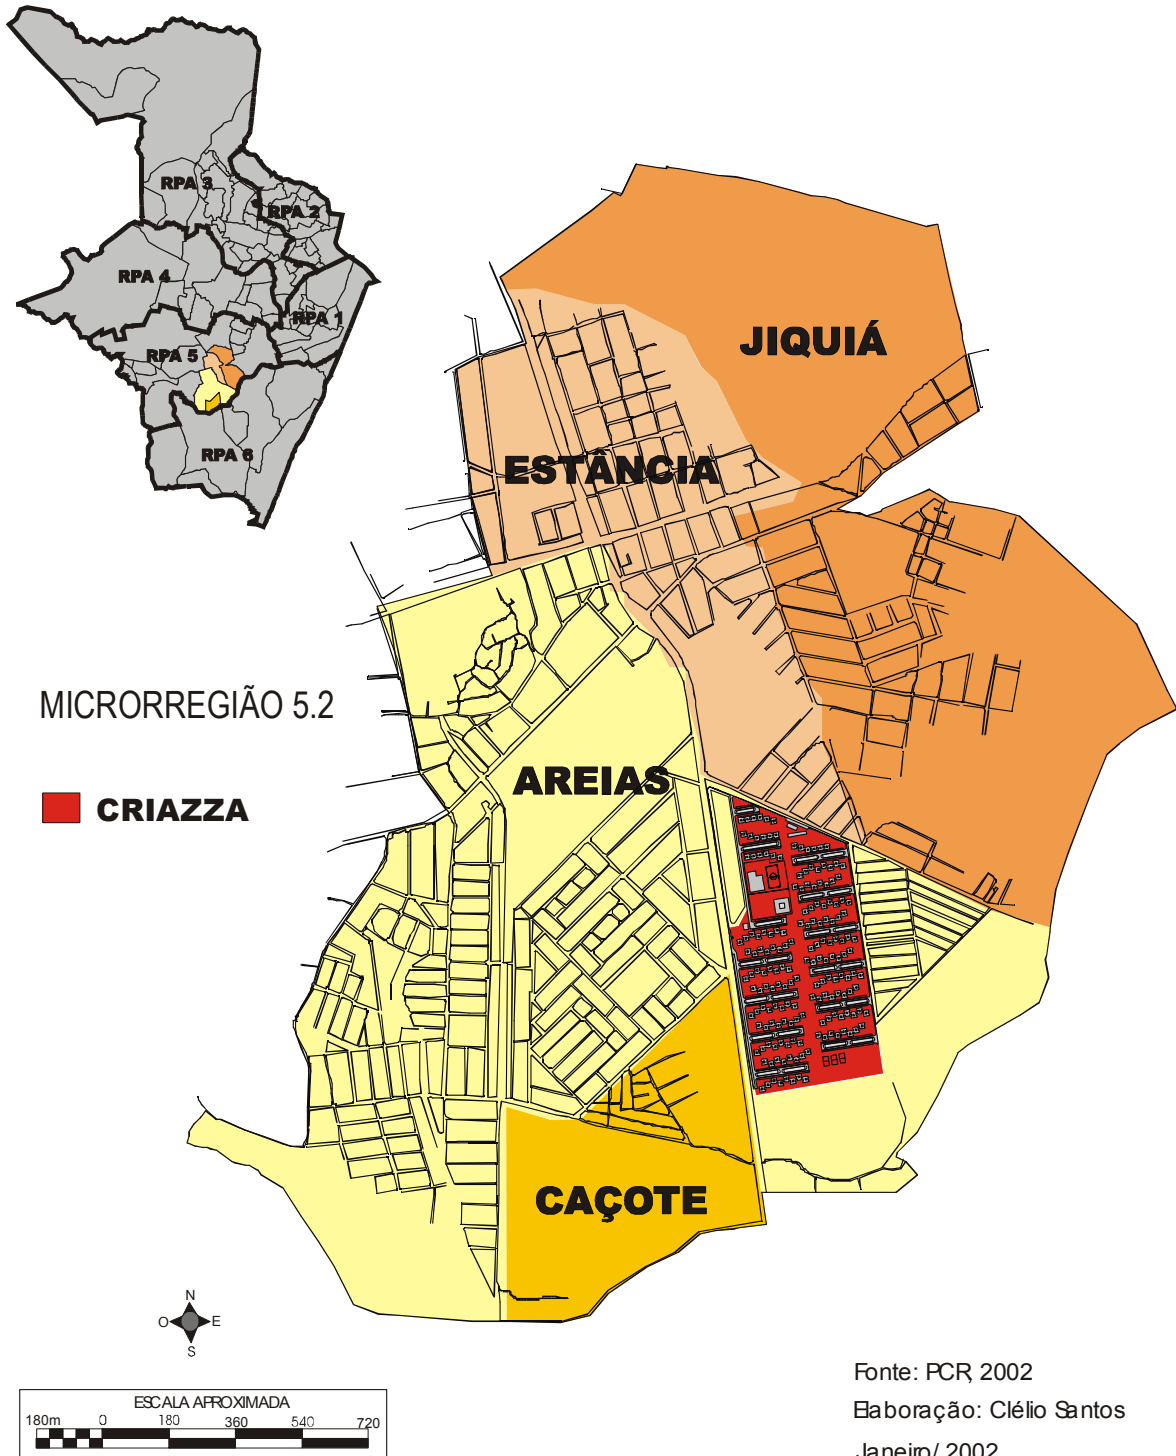 RPA 3
RPA 2
RPA 4
RPA 1
RPA 5
RPA 6
JIQUIÁ
ESTÂNCIA
MICRORREGIÃO 5.2
AREIAS
CRIAZZA
CAÇOTE
N
O E
S
ESCALA APROXIMADA
180m 0 180 360 540 720
Fonte: PCR, 2002
Elaboração: Clélio Santos
Janeiro/ 2002